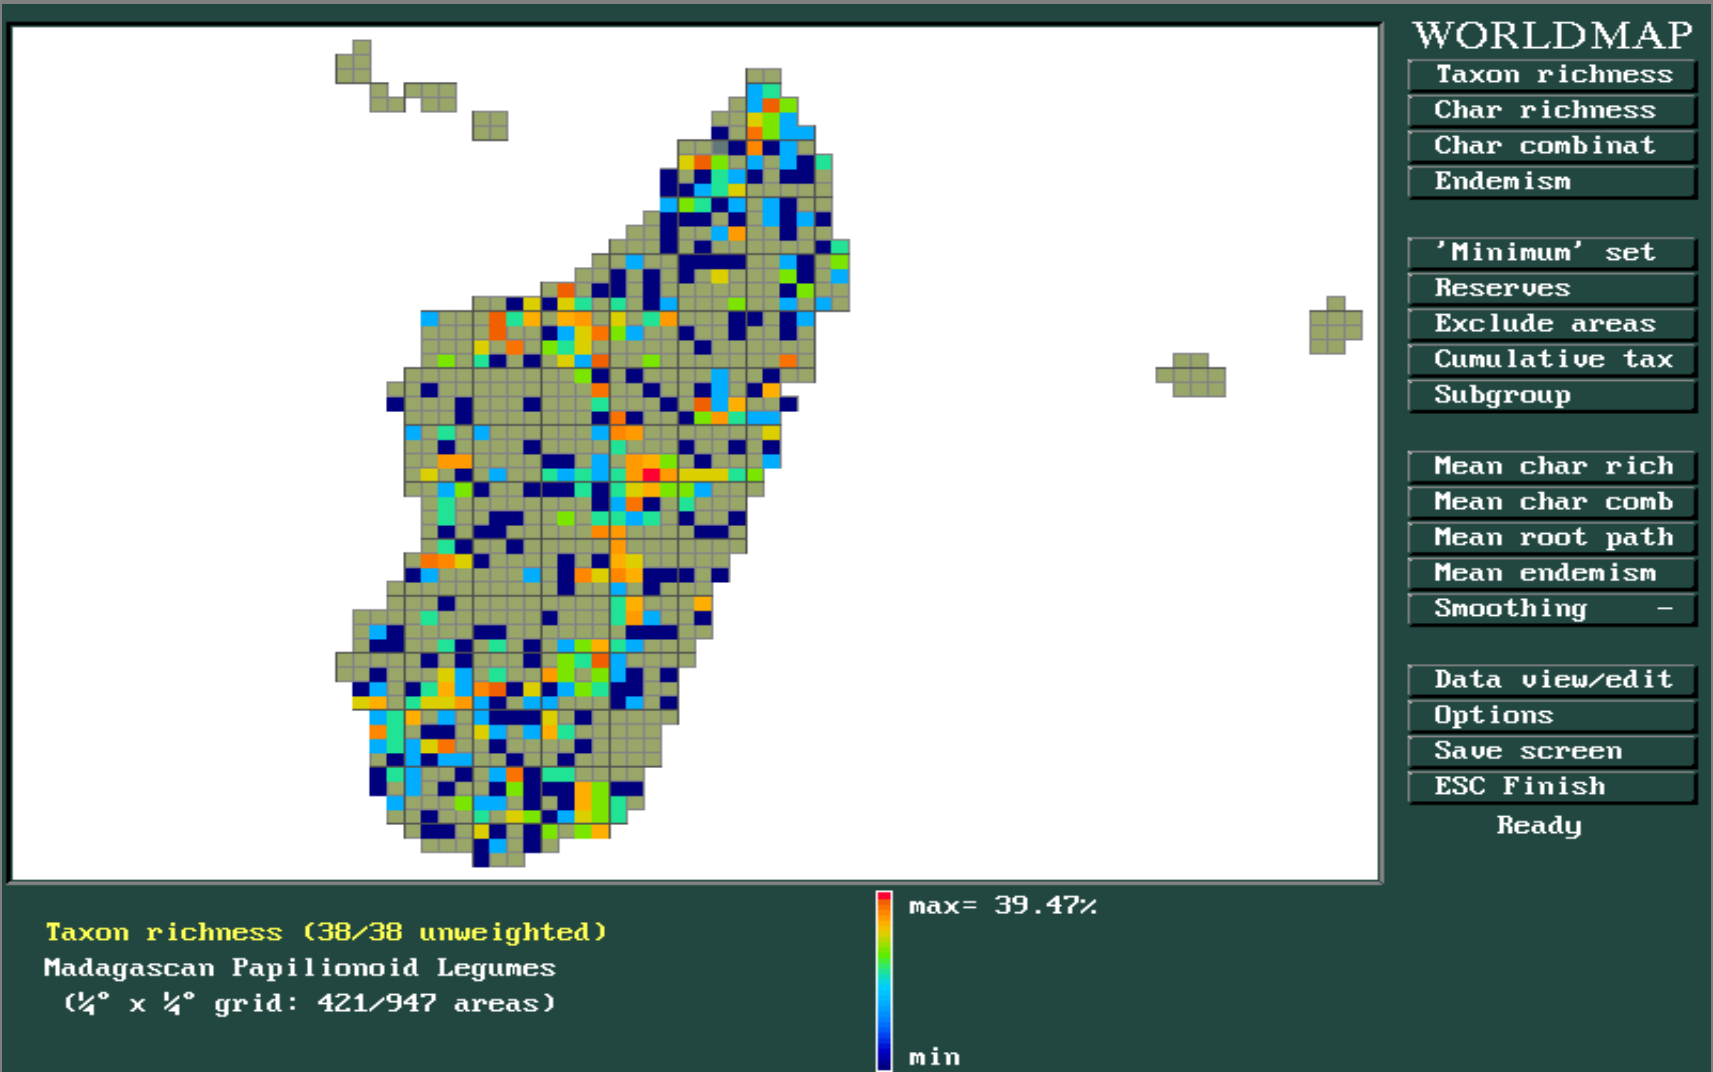 WORLDMAP
Taxon richness
Char richness
Char combinat
Endemism
'Minimum' set
Reserves
Exclude areas
Cumulative tax
Subgroup
Mean char rich
Mean char comb
Mean root path
Mean endemism
Smoothing -
Data view/edit
Options
Save screen
ESC Finish
Ready
max= 39.47%
min
Taxon richness (38/38 unweighted)
Madagascan Papilionoid Legumes
(¼° x ¼° grid: 421/947 areas)